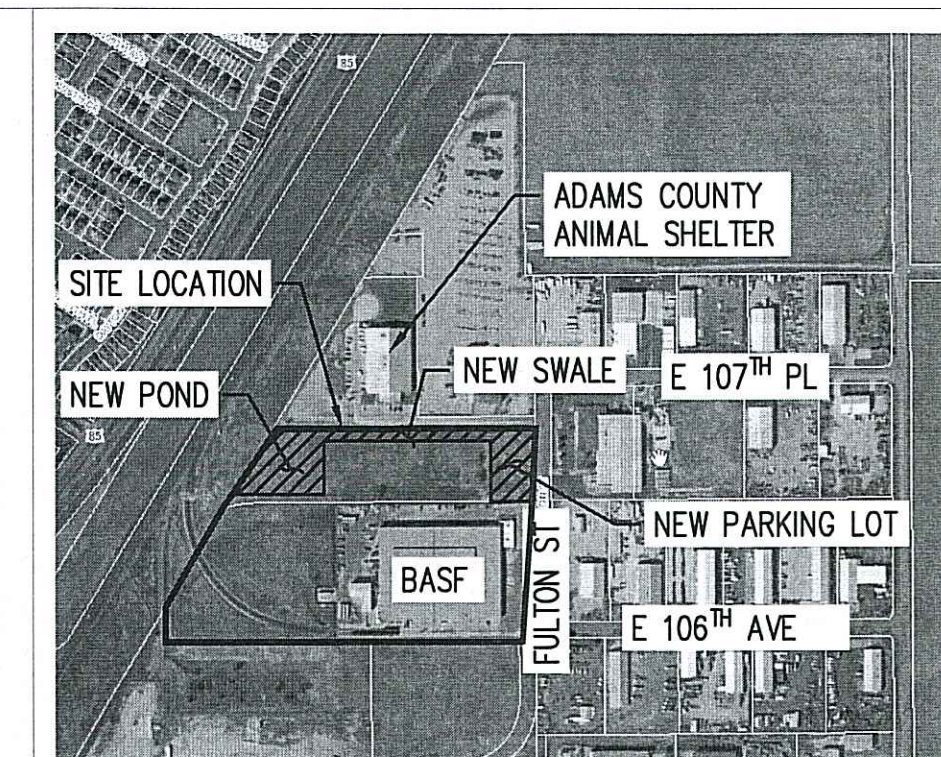 85
ADAMS COUNTY
ANIMAL SHELTER
SITE LOCATION
NEW SWALE
E 107TH PL
NEW POND
85
NEW PARKING LOT
BASF
FULTON ST
E 106TH AVE